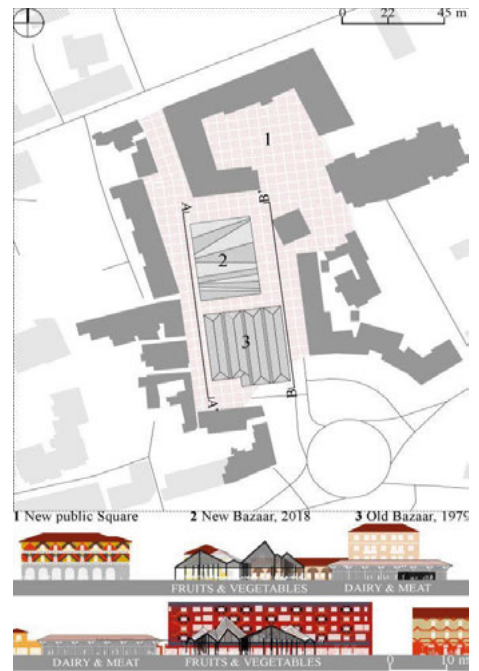 0 22 45 m
1
A'
B'
2
3
A'
B
1 New public Square 2 New Bazaar, 2018 3 Old Bazaar, 1979
FRUITS & VEGETABLES DAIRY & MEAT
DAIRY & MEAT FRUITS & VEGETABLES 0 10 m